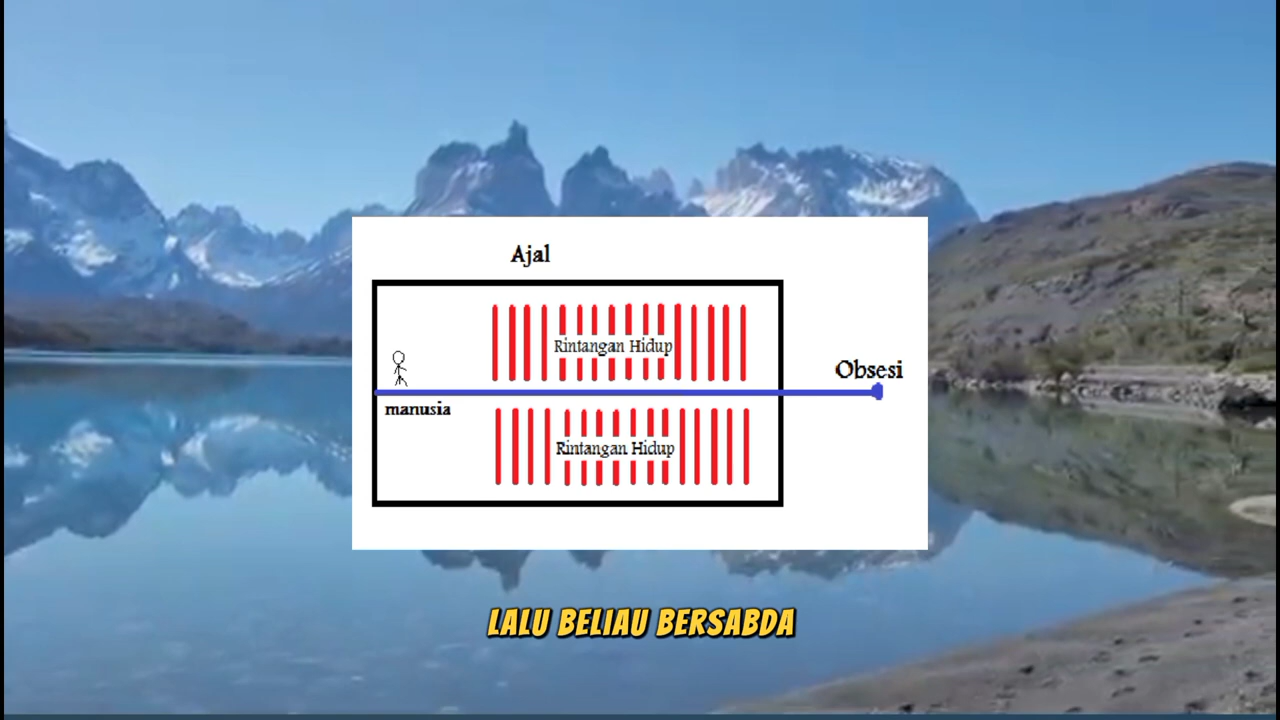 Ajal
Rintangan Hidup
Obsesi
manusia
Rintangan Hidup
LALU BELIAU BERSABDA